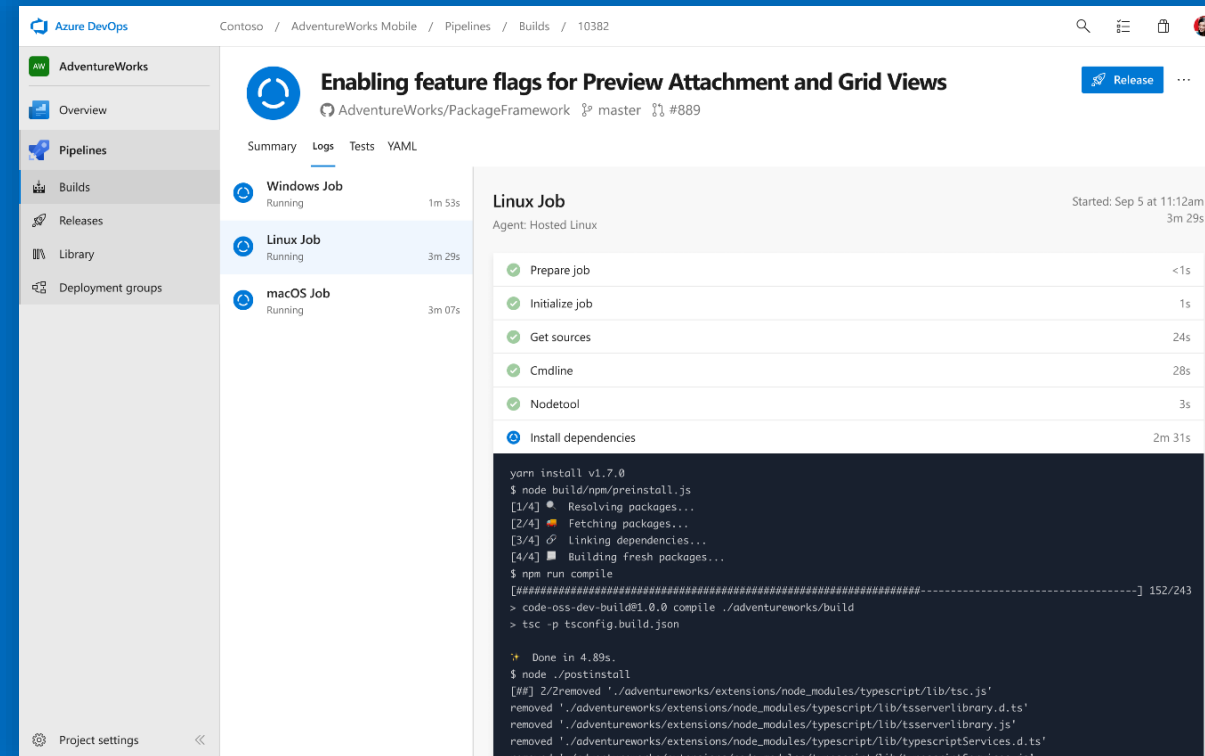 Azure DevOps
Contoso / AdventureWorks Mobile / Pipelines / Builds / 10382
AW AdventureWorks
Overview
Pipelines
Builds
Releases
Library
Deployment groups
Project settings
Enabling feature flags for Preview Attachment and Grid Views
AdventureWorks/PackageFramework master #889
Release
Summary Logs Tests YAML
Windows Job
Running 1m 53s
Linux Job
Running 3m 29s
macOS Job
Running 3m 07s
Linux Job
Agent: Hosted Linux
Started: Sep 5 at 11:12am
3m 29s
Prepare job <1s
Initialize job 1s
Get sources 24s
Cmdline 28s
Nodetool 3s
Install dependencies 2m 31s
yarn install v1.7.0
$ node build/npm/preinstall.js
[1/4] 🔍 Resolving packages...
[2/4] 🚚 Fetching packages...
[3/4] 🔗 Linking dependencies...
[4/4] 📃 Building fresh packages...
$ npm run compile
[###################################################################------------------------------------] 152/243
> code-oss-dev-build@1.0.0 compile ./adventureworks/build
> tsc -p tsconfig.build.json
✨ Done in 4.89s.
$ node ./postinstall
[##] 2/2removed './adventureworks/extensions/node_modules/typescript/lib/tsc.js'
removed './adventureworks/extensions/node_modules/typescript/lib/tsserverlibrary.d.ts'
removed './adventureworks/extensions/node_modules/typescript/lib/tsserverlibrary.js'
removed './adventureworks/extensions/node_modules/typescript/lib/typescriptServices.d.ts'